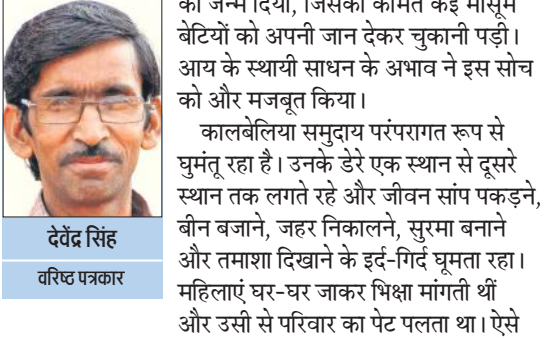 को जन्म दिया, जिसकी कीमत कई मासूम
बेटियों को अपनी जान देकर चुकानी पड़ी।
आय के स्थायी साधन के अभाव ने इस सोच
को और मजबूत किया।
कालबेलिया समुदाय परंपरागत रूप से
घुमंतू रहा है। उनके डेरे एक स्थान से दूसरे
स्थान तक लगते रहे और जीवन सांप पकड़ने,
बीन बजाने, जहर निकालने, सुरमा बनाने
और तमाशा दिखाने के इर्द-गिर्द घूमता रहा।
महिलाएं घर-घर जाकर भिक्षा मांगती थीं
और उसी से परिवार का पेट पलता था। ऐसे
देवेंद्र सिंह
वरिष्ठ पत्रकार